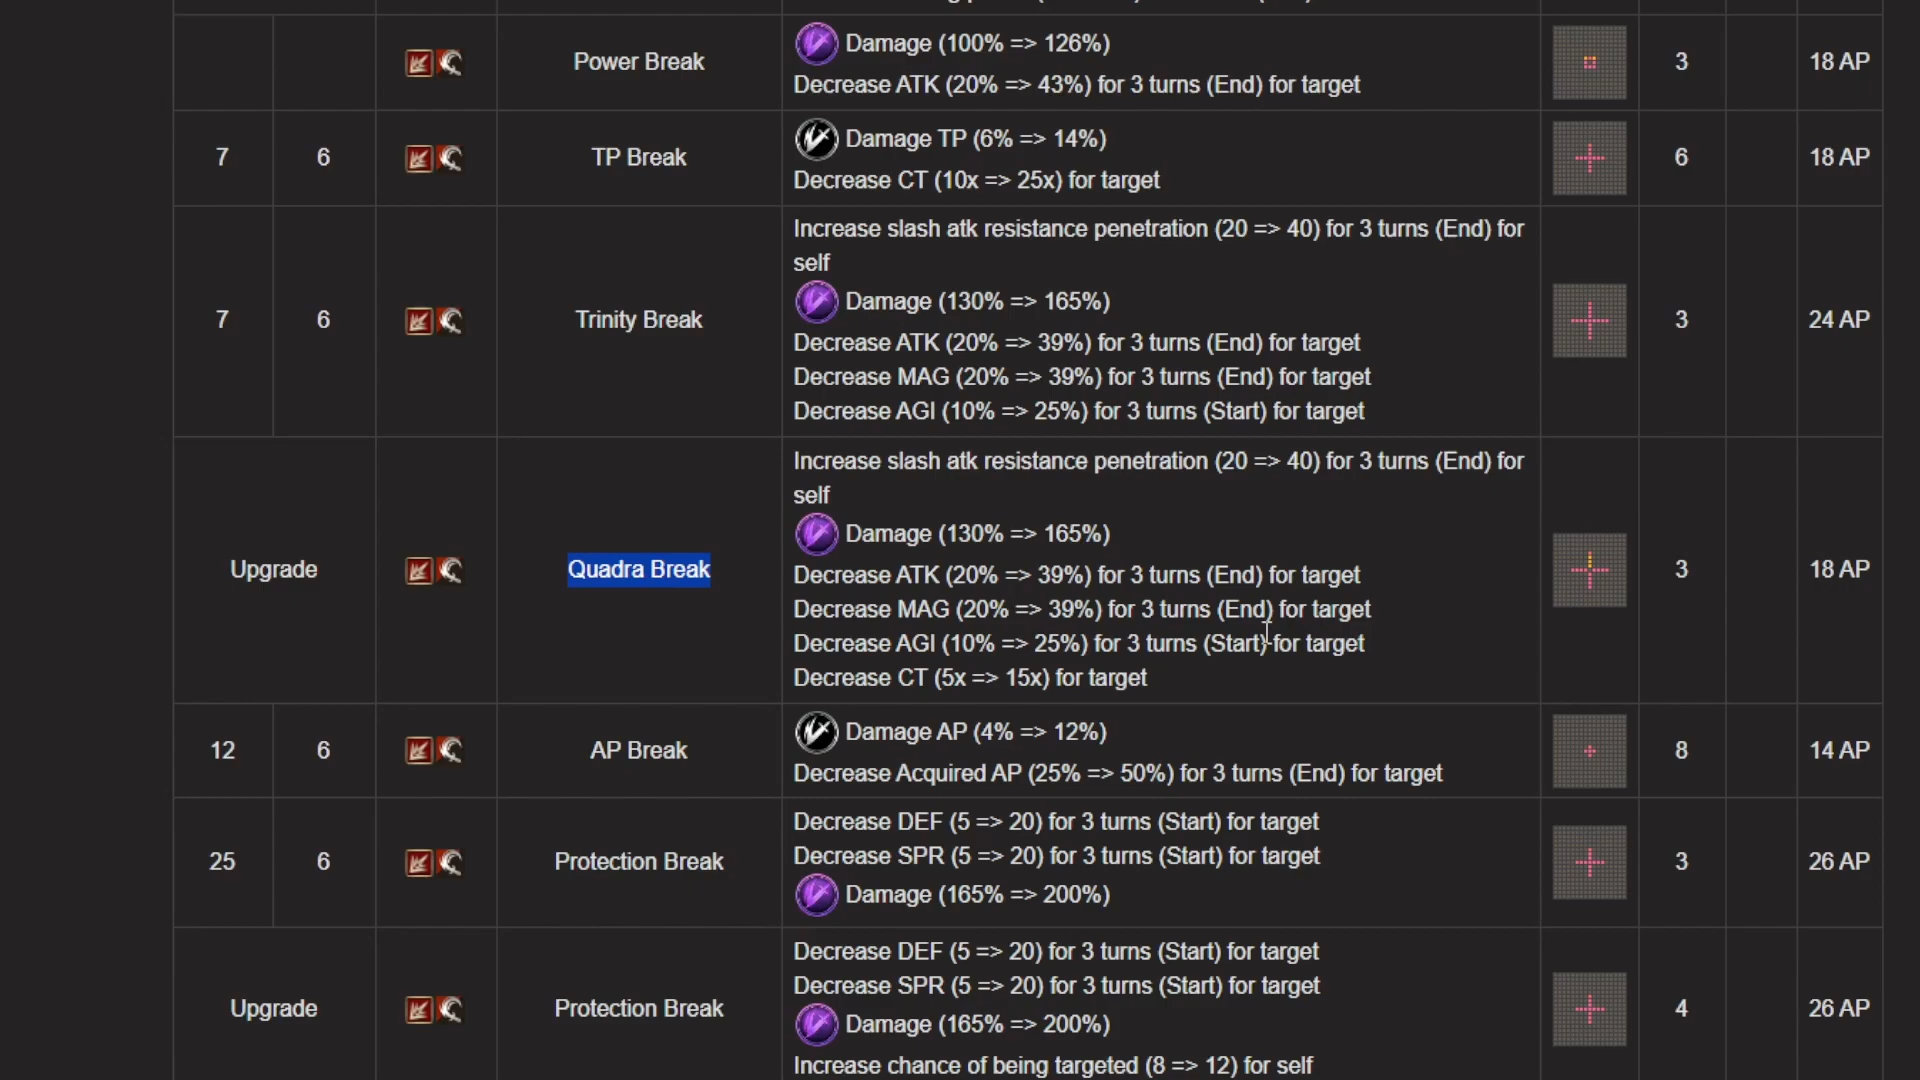 Power Break
Damage (100% => 126%)
Decrease ATK (20% => 43%) for 3 turns (End) for target
3
18 AP
7
6
TP Break
Damage TP (6% => 14%)
Decrease CT (10x => 25x) for target
6
18 AP
7
6
Trinity Break
Increase slash atk resistance penetration (20 => 40) for 3 turns (End) for
self
Damage (130% => 165%)
Decrease ATK (20% => 39%) for 3 turns (End) for target
Decrease MAG (20% => 39%) for 3 turns (End) for target
Decrease AGI (10% => 25%) for 3 turns (Start) for target
3
24 AP
Upgrade
Quadra Break
Increase slash atk resistance penetration (20 => 40) for 3 turns (End) for
self
Damage (130% => 165%)
Decrease ATK (20% => 39%) for 3 turns (End) for target
Decrease MAG (20% => 39%) for 3 turns (End) for target
Decrease AGI (10% => 25%) for 3 turns (Start) for target
Decrease CT (5x => 15x) for target
3
18 AP
12
6
AP Break
Damage AP (4% => 12%)
Decrease Acquired AP (25% => 50%) for 3 turns (End) for target
8
14 AP
25
6
Protection Break
Decrease DEF (5 => 20) for 3 turns (Start) for target
Decrease SPR (5 => 20) for 3 turns (Start) for target
Damage (165% => 200%)
3
26 AP
Upgrade
Protection Break
Decrease DEF (5 => 20) for 3 turns (Start) for target
Decrease SPR (5 => 20) for 3 turns (Start) for target
Damage (165% => 200%)
Increase chance of being targeted (8 => 12) for self
4
26 AP